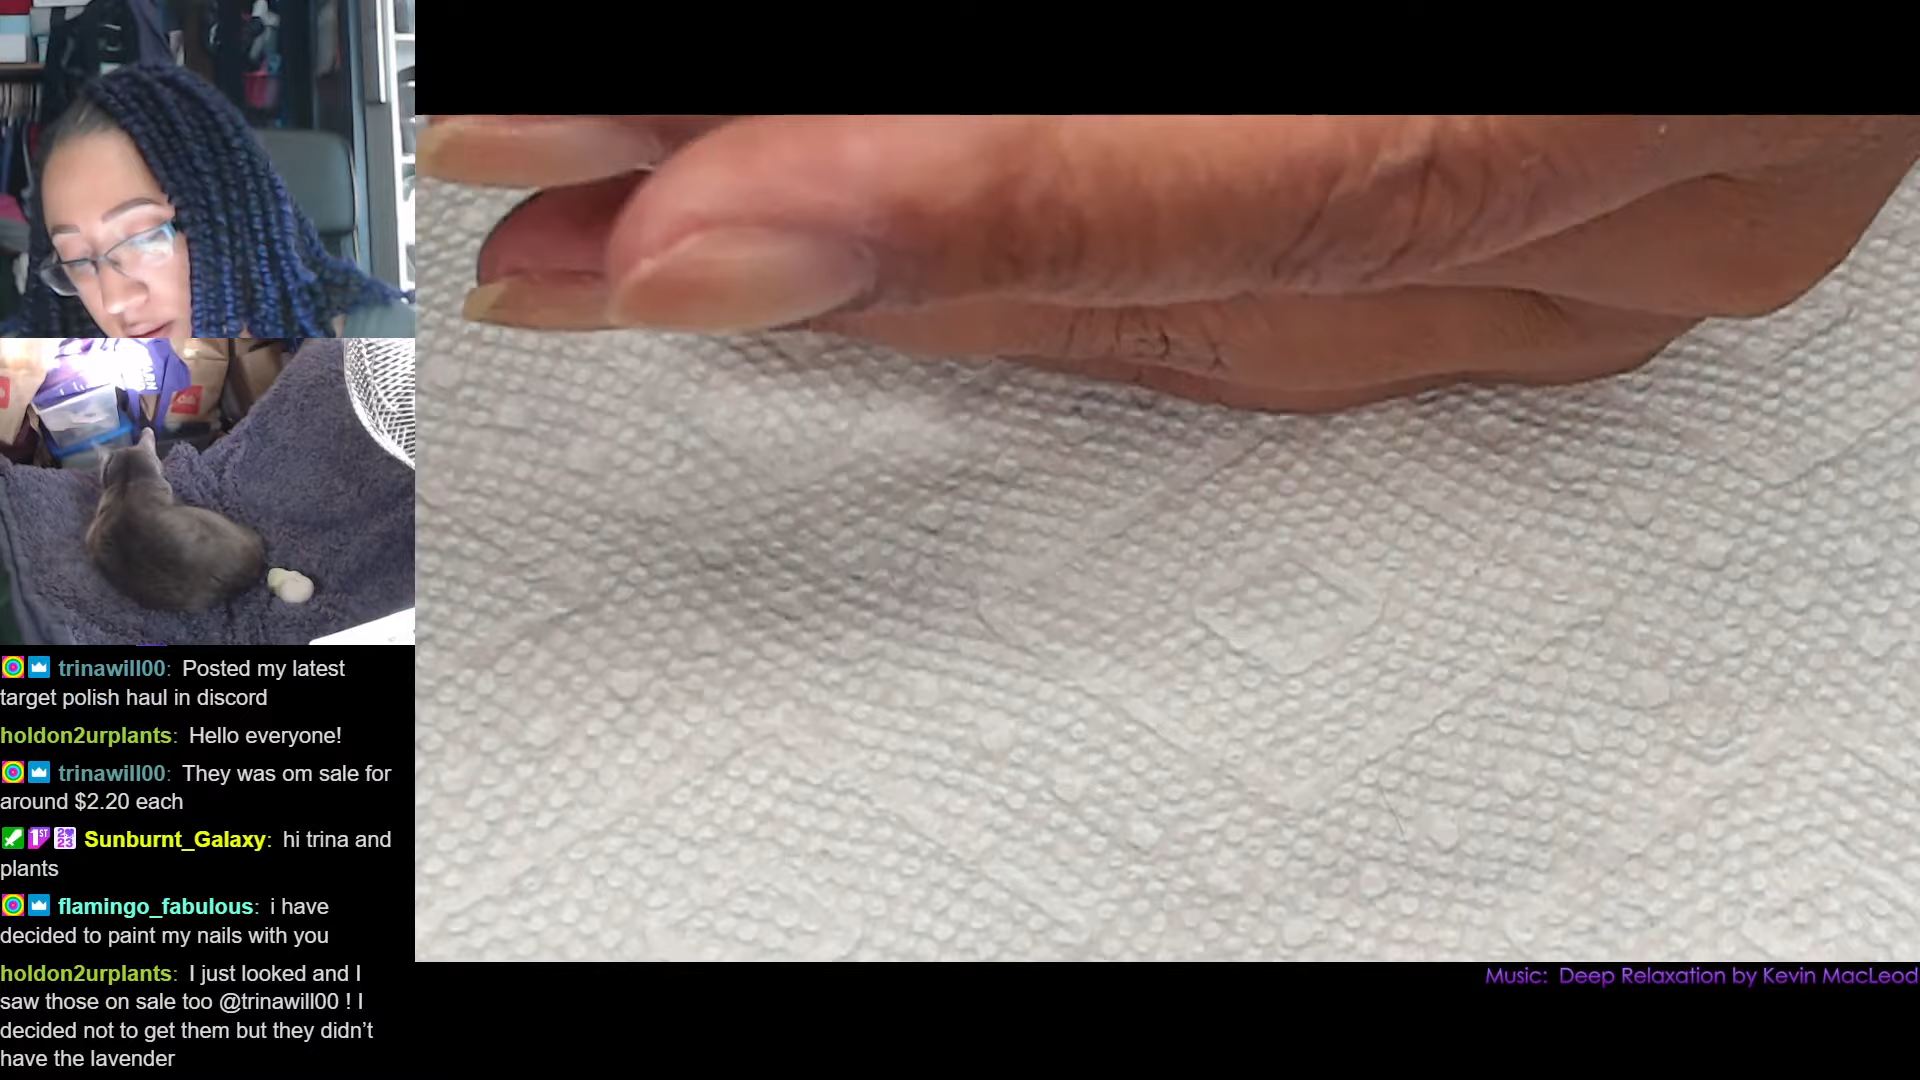 trinawill00: Posted my latest
target polish haul in discord
holdon2urplants: Hello everyone!
trinawill00: They was om sale for
around $2.20 each
1ST 2023 Sunburnt_Galaxy: hi trina and
plants
flamingo_fabulous: i have
decided to paint my nails with you
holdon2urplants: I just looked and I
saw those on sale too @trinawill00 ! I
decided not to get them but they didn’t
have the lavender
Music: Deep Relaxation by Kevin MacLeod